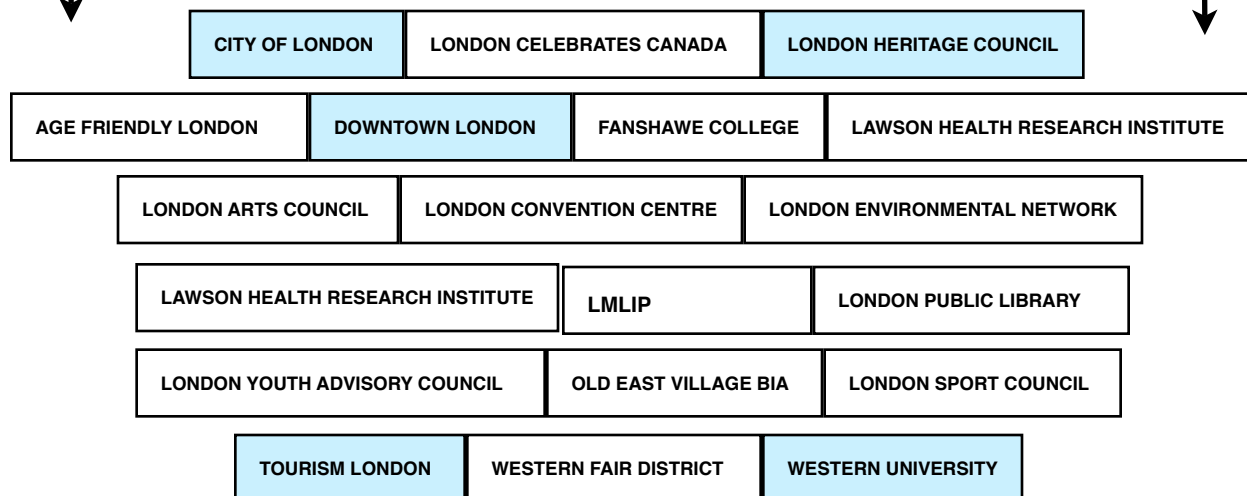 CITY OF LONDON LONDON CELEBRATES CANADA LONDON HERITAGE COUNCIL
AGE FRIENDLY LONDON DOWNTOWN LONDON FANSHAWE COLLEGE LAWSON HEALTH RESEARCH INSTITUTE
LONDON ARTS COUNCIL LONDON CONVENTION CENTRE LONDON ENVIRONMENTAL NETWORK
LAWSON HEALTH RESEARCH INSTITUTE LMLIP LONDON PUBLIC LIBRARY
LONDON YOUTH ADVISORY COUNCIL OLD EAST VILLAGE BIA LONDON SPORT COUNCIL
TOURISM LONDON WESTERN FAIR DISTRICT WESTERN UNIVERSITY